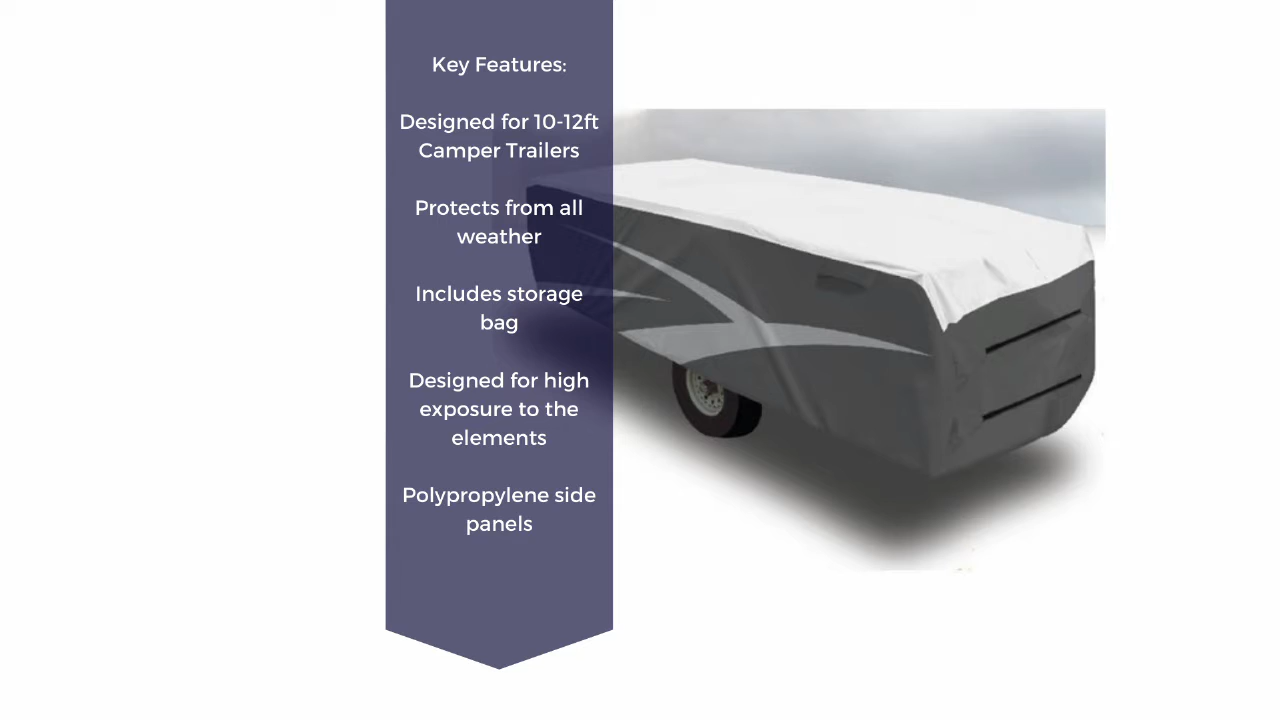 Key Features:
Designed for 10-12ft
Camper Trailers
Protects from all
weather
Includes storage
bag
Designed for high
exposure to the
elements
Polypropylene side
panels